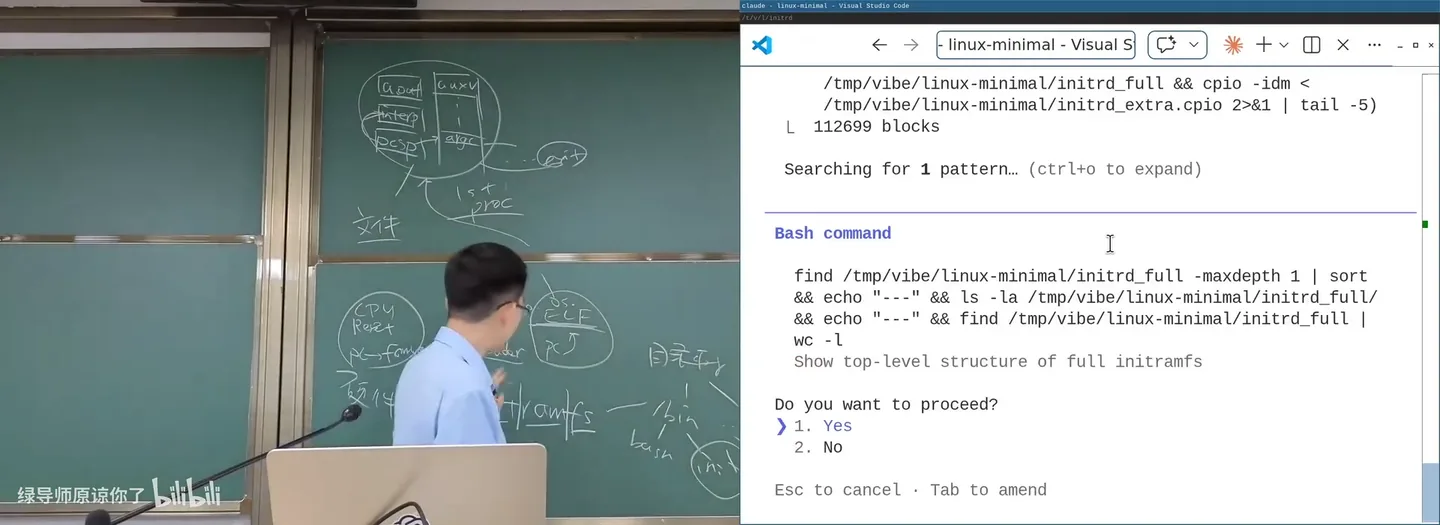 auxv
interp
argc
1st
proc
文件
CPU
Reset
ELF
pc
initramfs
/bin
bash
init
绿导师原谅你了 bilibili
claude - linux-minimal - Visual Studio Code
/t/v/l/initrd
- linux-minimal - Visual S
/tmp/vibe/linux-minimal/initrd_full && cpio -idm <
/tmp/vibe/linux-minimal/initrd_extra.cpio 2>&1 | tail -5)
112699 blocks
Searching for 1 pattern… (ctrl+o to expand)
Bash command
find /tmp/vibe/linux-minimal/initrd_full -maxdepth 1 | sort
&& echo "---" && ls -la /tmp/vibe/linux-minimal/initrd_full/
&& echo "---" && find /tmp/vibe/linux-minimal/initrd_full |
wc -l
Show top-level structure of full initramfs
Do you want to proceed?
❯ 1. Yes
2. No
Esc to cancel · Tab to amend